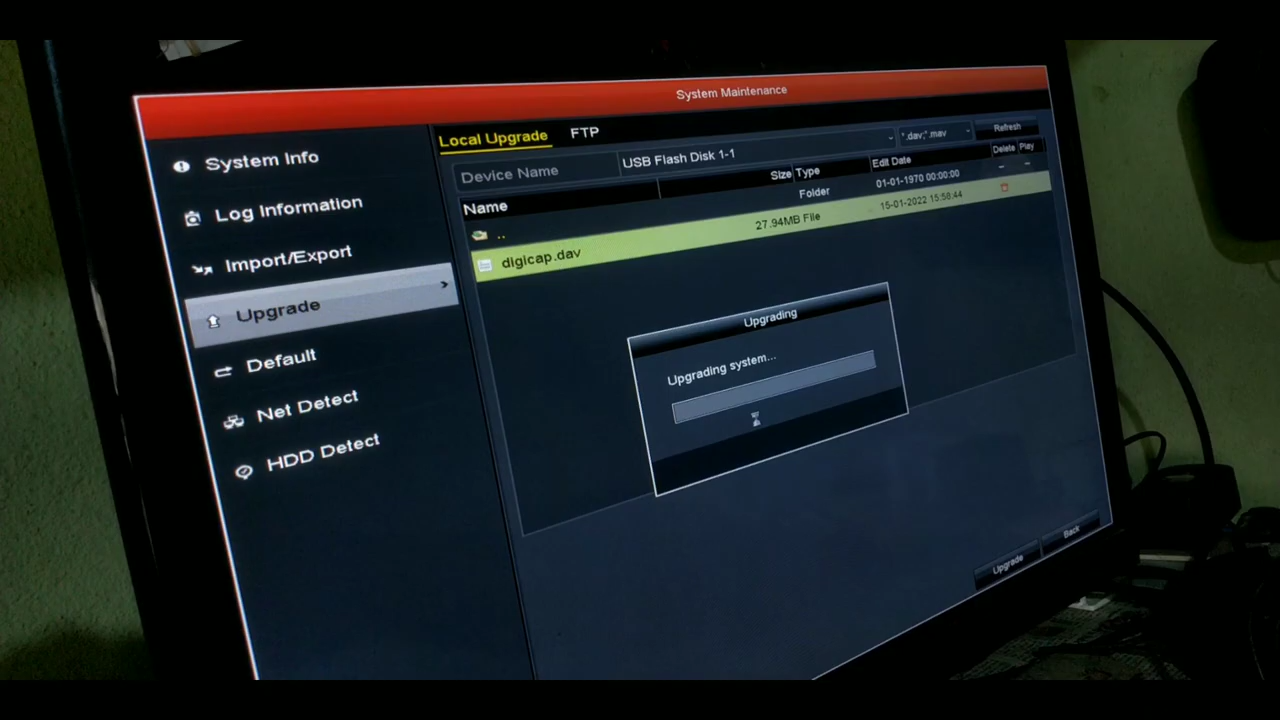 System Maintenance
System Info
Log Information
Import/Export
Upgrade
Default
Net Detect
HDD Detect
Local Upgrade FTP
Device Name USB Flash Disk 1-1 *.dav;*.mav Refresh
Name Size Type Edit Date Delete Play
.. Folder 01-01-1970 00:00:00 – –
digicap.dav 27.94MB File 15-01-2022 15:58:44
Upgrading
Upgrading system...
Upgrade Back